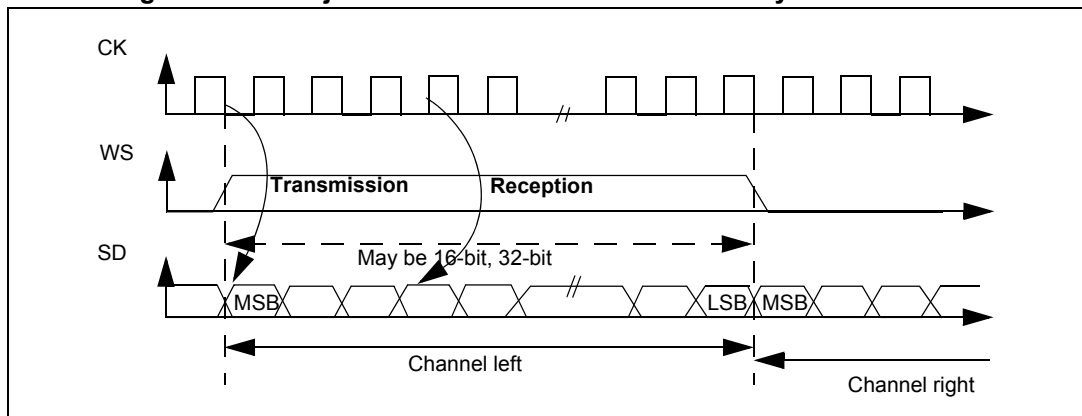 CK
WS
Transmission
Reception
SD
May be 16-bit, 32-bit
MSB
LSB
MSB
Channel left
Channel right